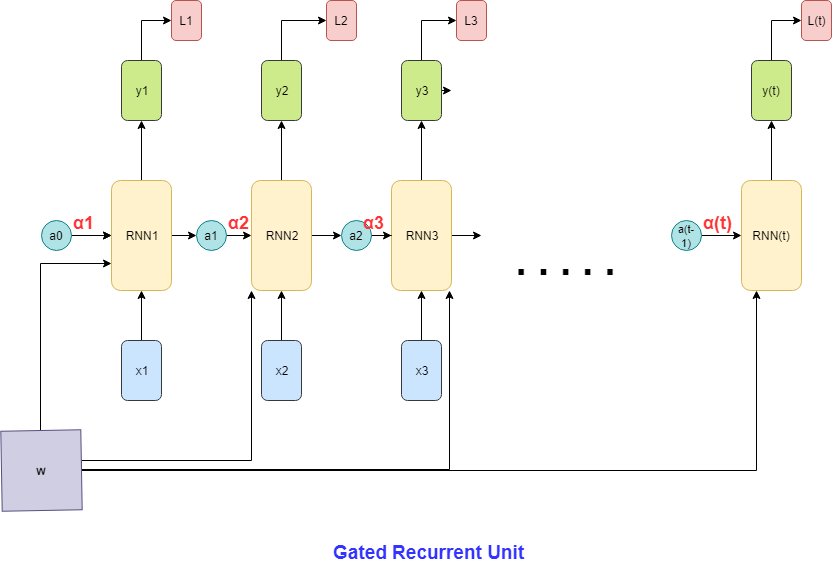 L1 L2 L3 L(t)
y1 y2 y3 y(t)
α1 α2 α3 α(t)
a0 RNN1 a1 RNN2 a2 RNN3 a(t-
1) RNN(t)
. . . . .
x1 x2 x3
w
Gated Recurrent Unit